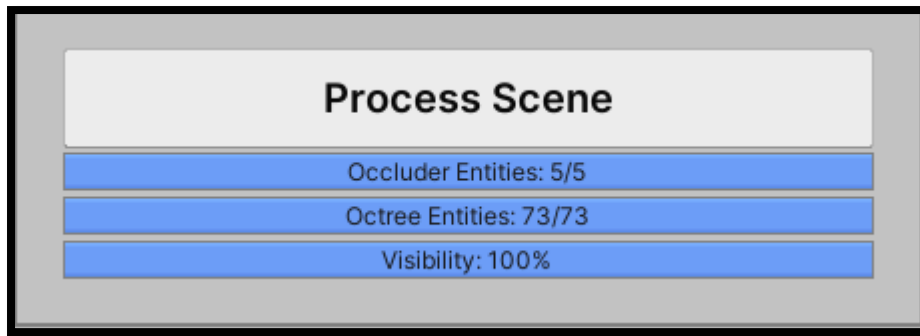 Process Scene
Occluder Entities: 5/5
Octree Entities: 73/73
Visibility: 100%